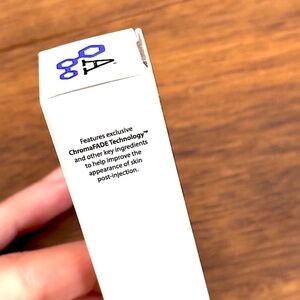 A
Features exclusive
ChromaFADE Technology™
and other key ingredients
to help improve the
appearance of skin
post-injection.